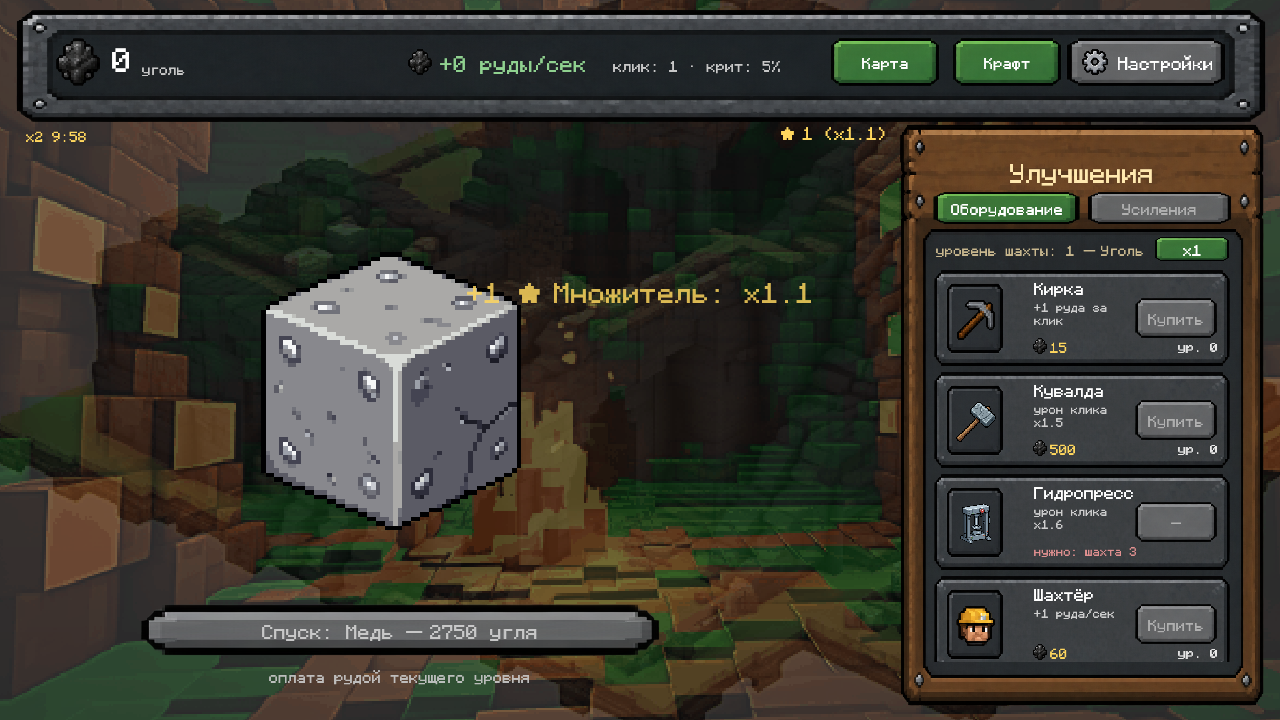 0 уголь
+0 руды/сек
клик: 1 · крит: 5%
Карта
Крафт
Настройки
x2 9:58
1 (x1.1)
+1 Множитель: x1.1
Спуск: Медь — 2750 угля
оплата рудой текущего уровня
Улучшения
Оборудование
Усиления
уровень шахты: 1 — Уголь
x1
Кирка
+1 руда за
клик
Купить
15
ур. 0
Кувалда
урон клика
x1.5
Купить
500
ур. 0
Гидропресс
урон клика
x1.6
—
нужно: шахта 3
Шахтёр
+1 руда/сек
Купить
60
ур. 0